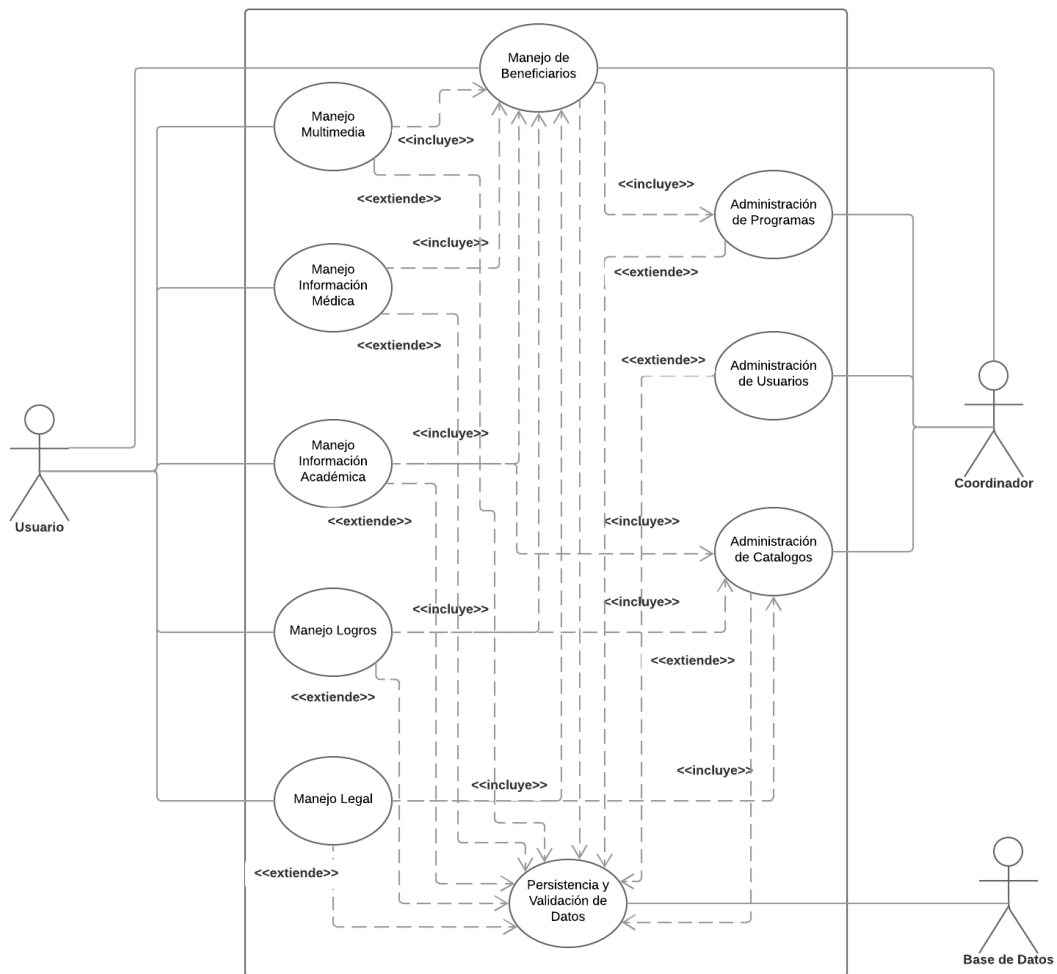 Manejo de
Beneficiarios
Manejo
Multimedia
<<incluye>>
<<extiende>>
<<incluye>>
Administración
de Programas
<<incluye>>
<<extiende>>
Manejo
Información
Médica
<<extiende>>
<<extiende>>
Administración
de Usuarios
Manejo
Información
Académica
<<incluye>>
<<extiende>>
<<incluye>>
Administración
de Catalogos
Usuario
Coordinador
Manejo Logros
<<incluye>>
<<incluye>>
<<extiende>>
<<extiende>>
Manejo Legal
<<incluye>>
<<incluye>>
<<extiende>>
Persistencia y
Validación de
Datos
Base de Datos